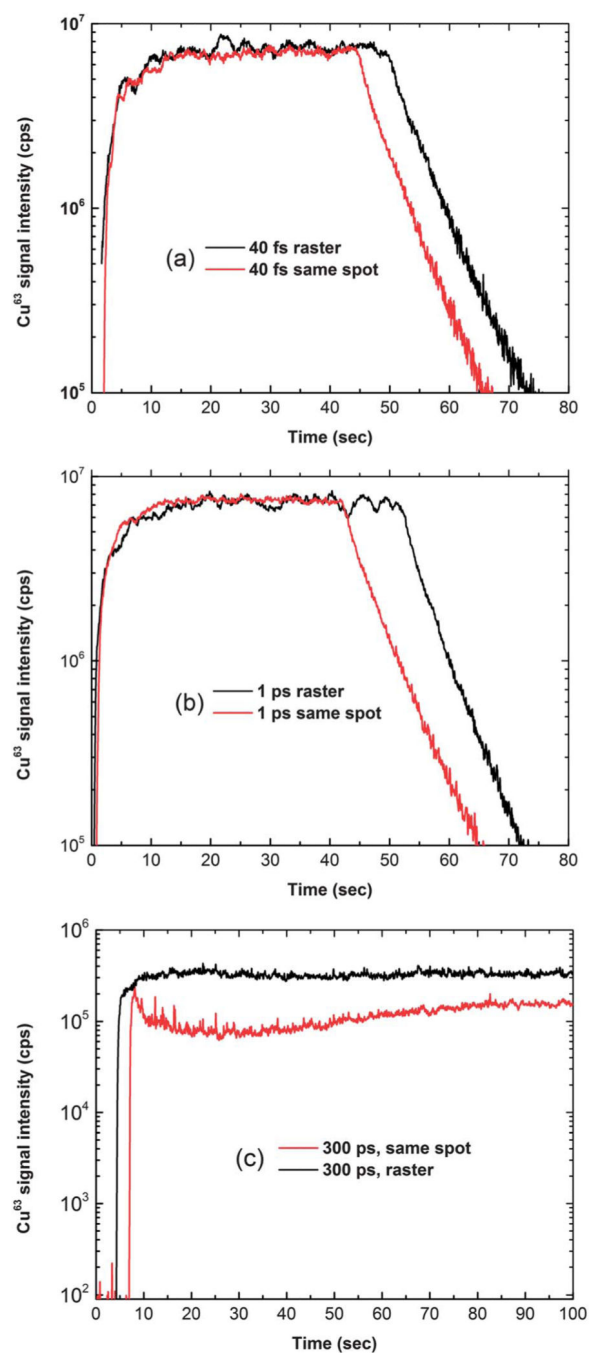 10⁷
10⁶
10⁵
Cu⁶³ signal intensity (cps)
(a)
40 fs raster
40 fs same spot
0 10 20 30 40 50 60 70 80
Time (sec)
10⁷
10⁶
10⁵
Cu⁶³ signal intensity (cps)
(b)
1 ps raster
1 ps same spot
0 10 20 30 40 50 60 70 80
Time (sec)
10⁶
10⁵
10⁴
10³
10²
Cu⁶³ signal intensity (cps)
(c)
300 ps, same spot
300 ps, raster
0 10 20 30 40 50 60 70 80 90 100
Time (sec)